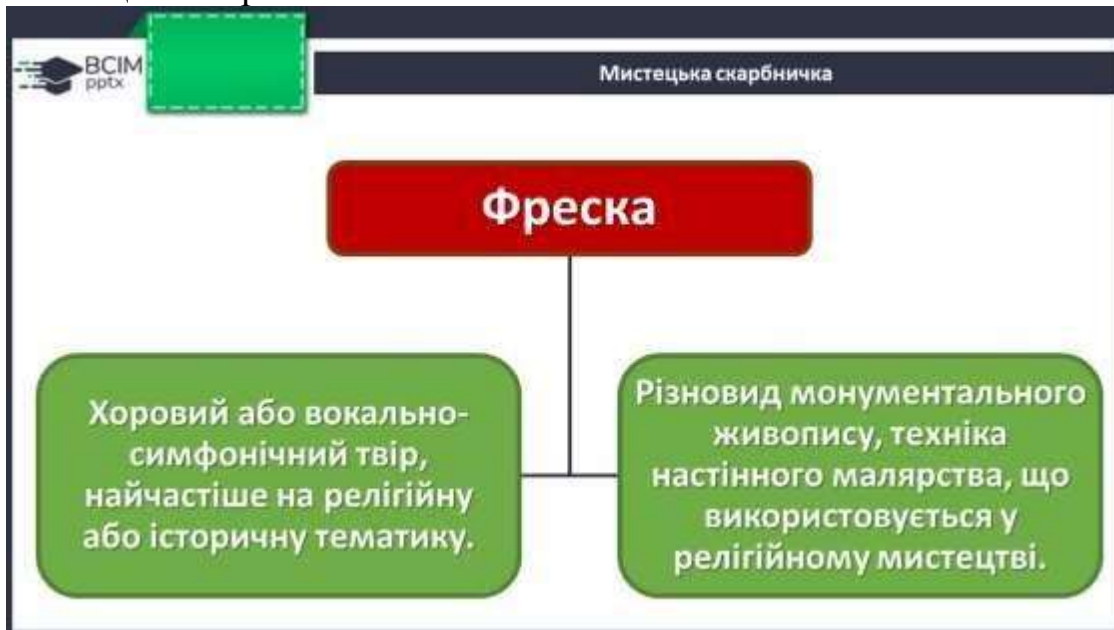 ВСІМ
pptx
Мистецька скарбничка
Фреска
Хоровий або вокально-
симфонічний твір,
найчастіше на релігійну
або історичну тематику.
Різновид монументального
живопису, техніка
настінного малярства, що
використовується у
релігійному мистецтві.